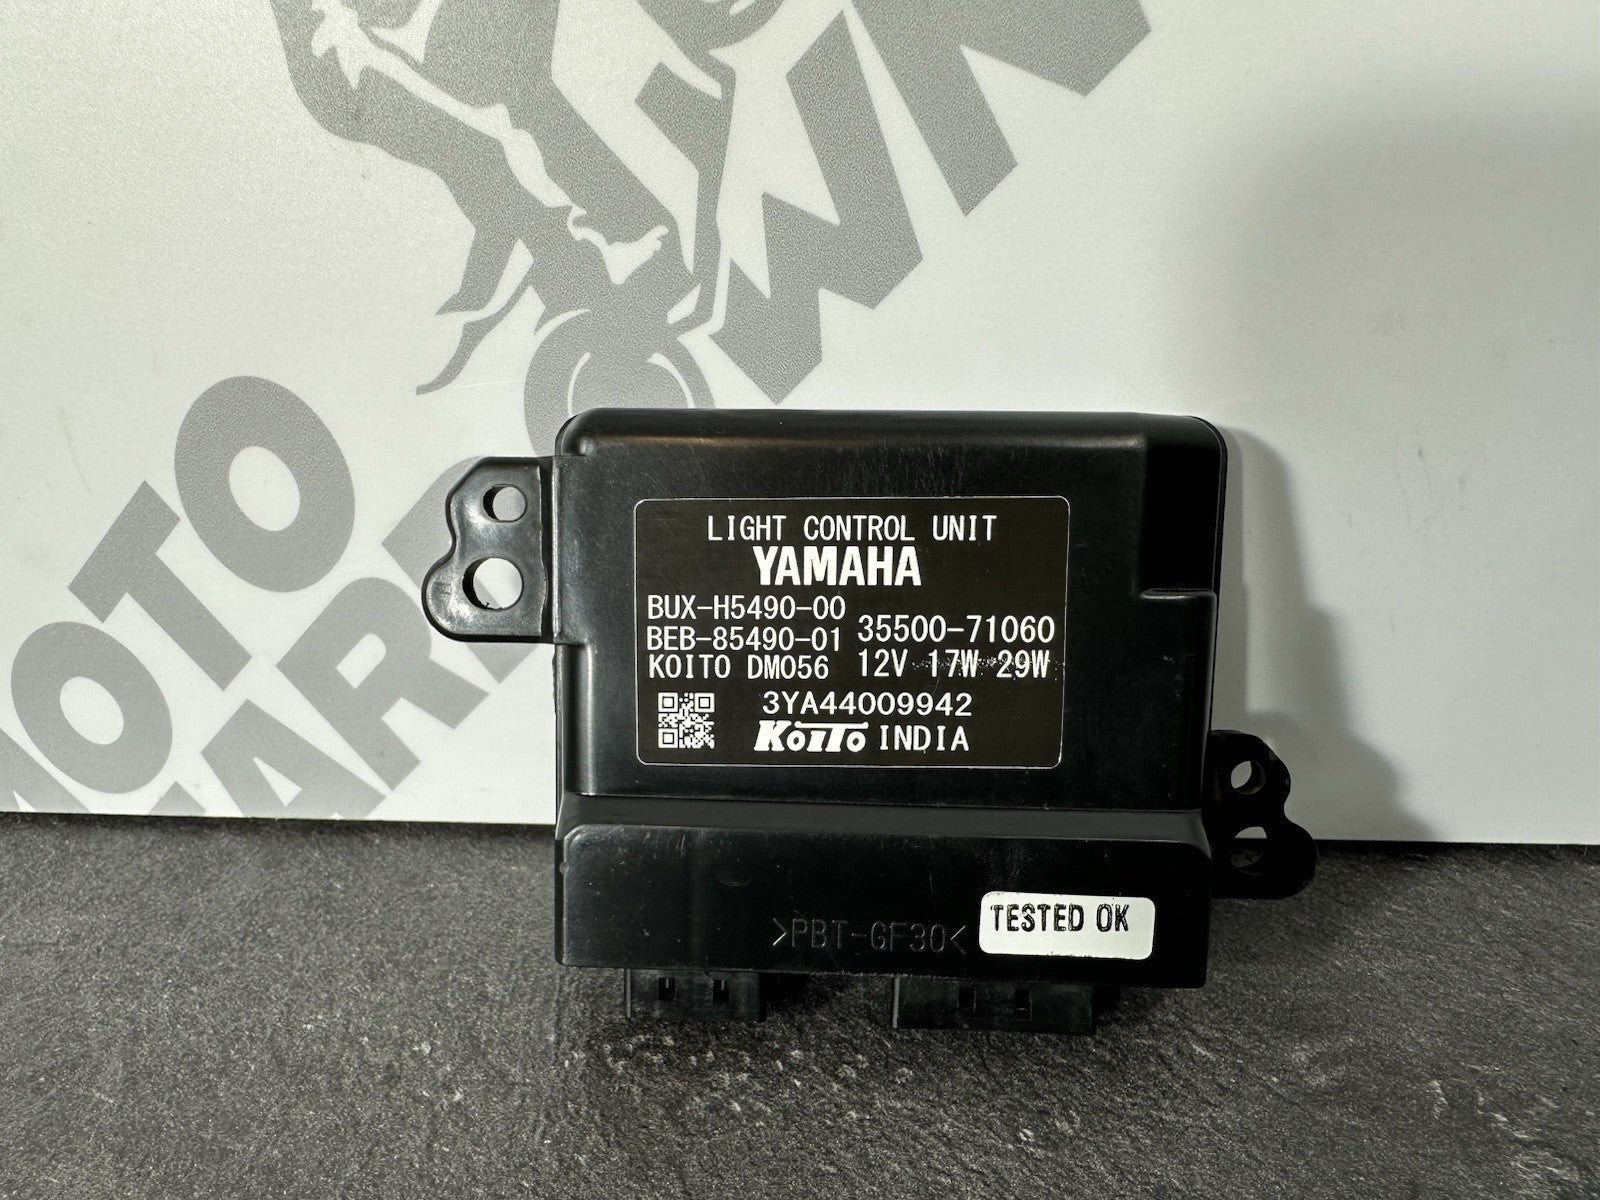 MOTO
LIGHT CONTROL UNIT
YAMAHA
BUX-H5490-00
BEB-85490-01 35500-71060
KOITO DM056 12V 17W 29W
3YA44009942
KOITO INDIA
>PBT-GF30<
TESTED OK